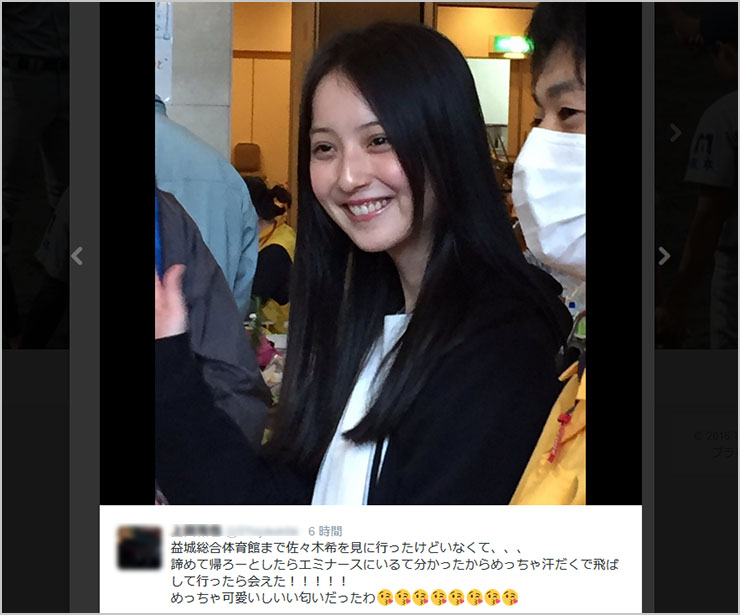 6 時間
益城総合体育館まで佐々木希を見に行ったけどいなくて、、、
諦めて帰ろーとしたらエミナースにいるて分かったからめっちゃ汗だくで飛ば
して行ったら会えた！！！！！
めっちゃ可愛いしいい匂いだったわ😘😘😘😘😘😘😘😘
© 2016
プラ